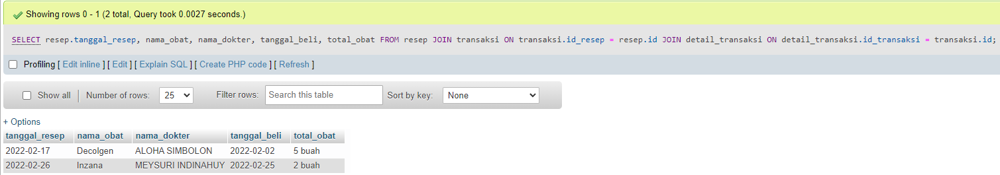 Showing rows 0 - 1 (2 total, Query took 0.0027 seconds.)
SELECT resep.tanggal_resep, nama_obat, nama_dokter, tanggal_beli, total_obat FROM resep JOIN transaksi ON transaksi.id_resep = resep.id JOIN detail_transaksi ON detail_transaksi.id_transaksi = transaksi.id;
Profiling [ Edit inline ] [ Edit ] [ Explain SQL ] [ Create PHP code ] [ Refresh ]
Show all | Number of rows: 25 Filter rows: Search this table Sort by key: None
+ Options
tanggal_resep nama_obat nama_dokter tanggal_beli total_obat
2022-02-17 Decolgen ALOHA SIMBOLON 2022-02-02 5 buah
2022-02-26 Inzana MEYSURI INDINAHUY 2022-02-25 2 buah